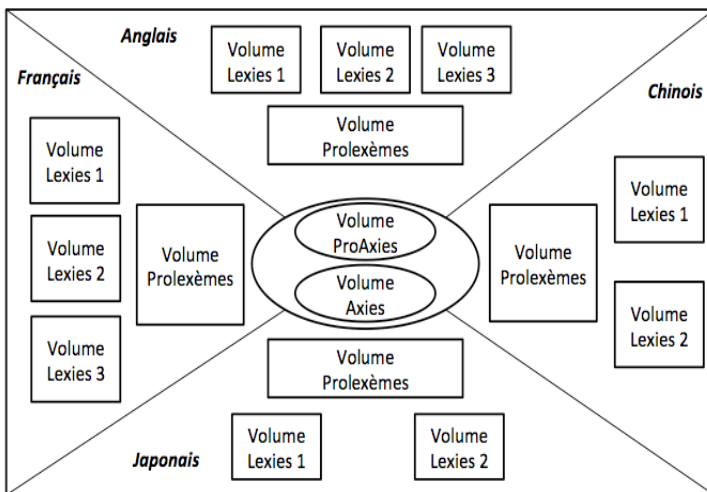 Anglais
Volume
Lexies 1
Volume
Lexies 2
Volume
Lexies 3
Volume
Prolexèmes
Français
Volume
Lexies 1
Volume
Lexies 2
Volume
Lexies 3
Volume
Prolexèmes
Volume
ProAxies
Volume
Axies
Chinois
Volume
Prolexèmes
Volume
Lexies 1
Volume
Lexies 2
Volume
Prolexèmes
Japonais
Volume
Lexies 1
Volume
Lexies 2